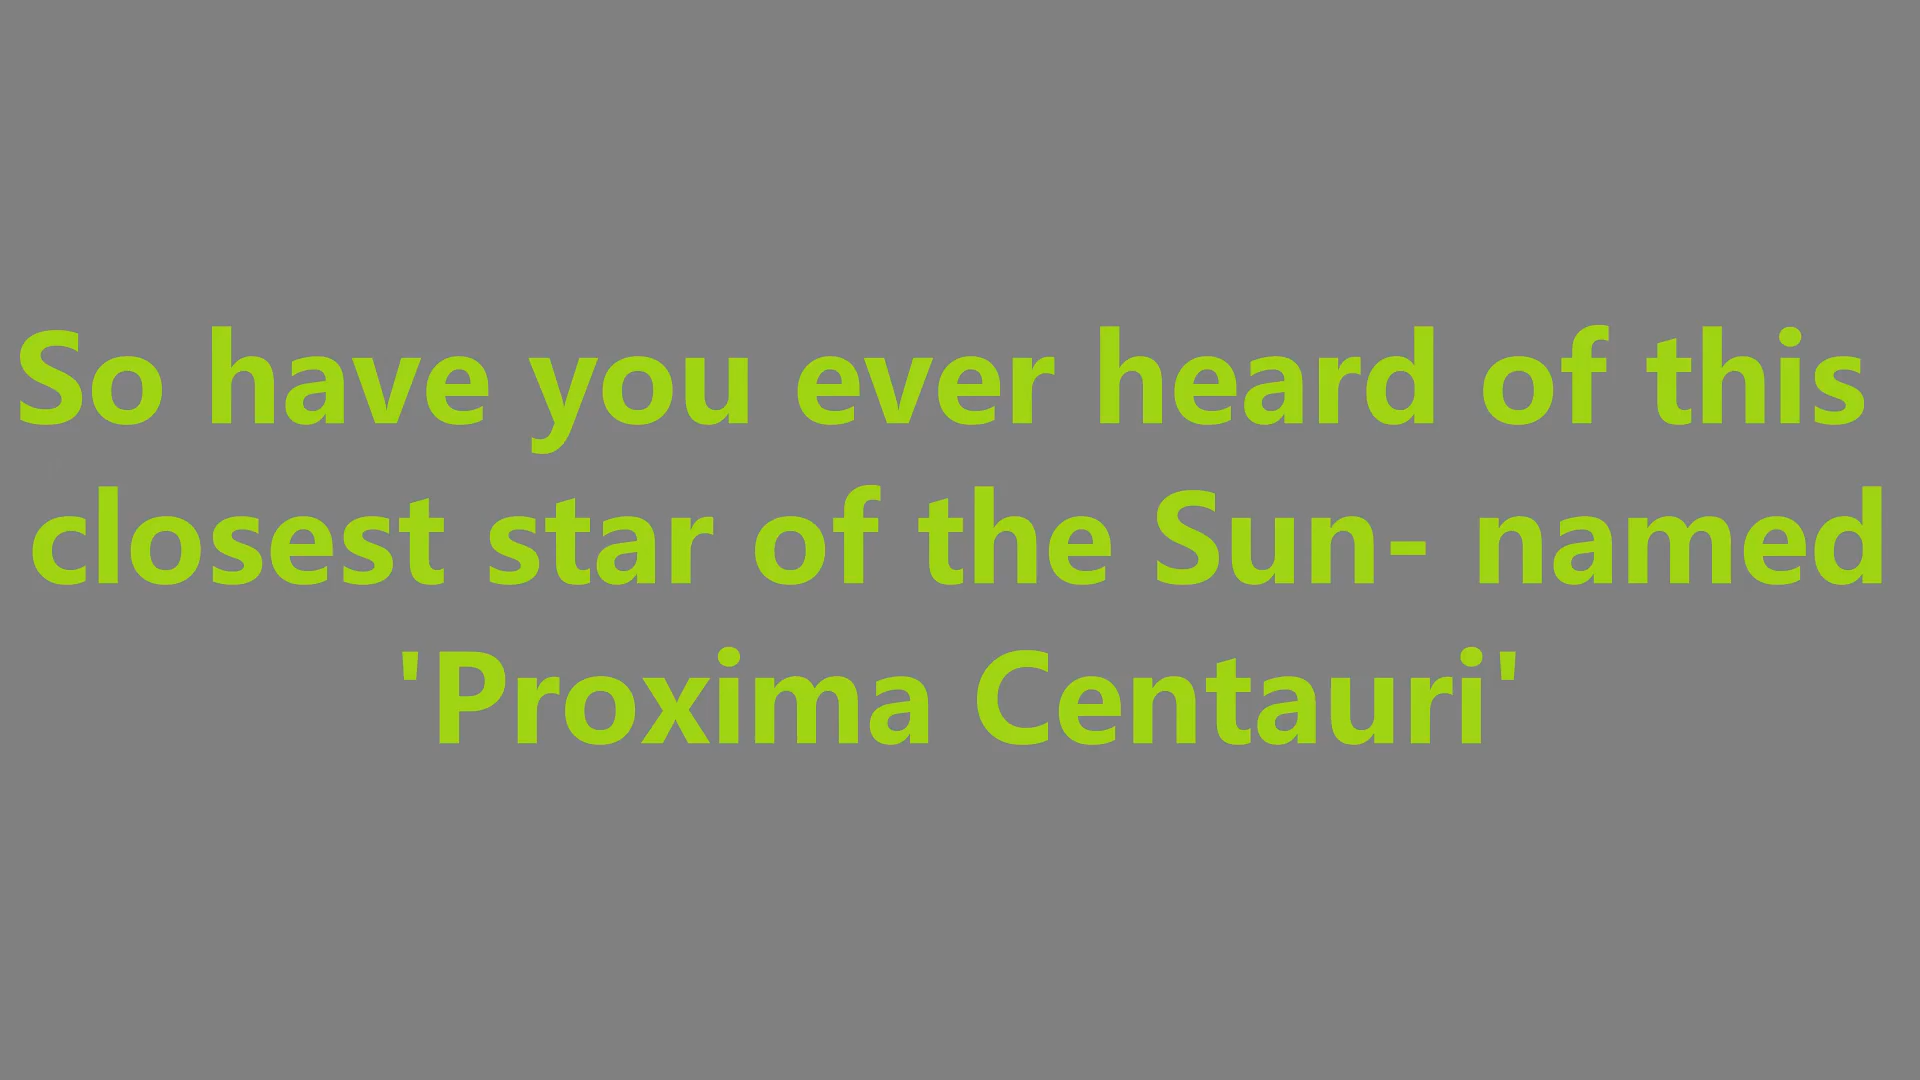 So have you ever heard of this
closest star of the Sun- named
'Proxima Centauri'